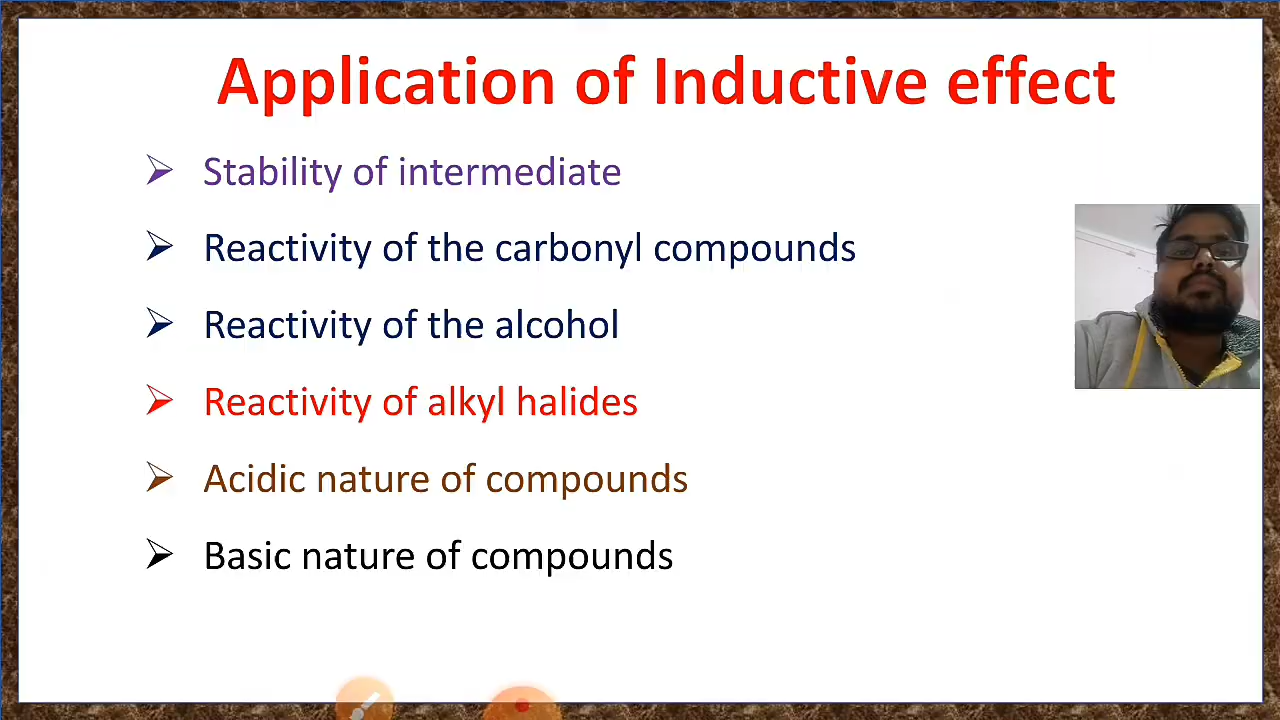 Application of Inductive effect
Stability of intermediate
Reactivity of the carbonyl compounds
Reactivity of the alcohol
Reactivity of alkyl halides
Acidic nature of compounds
Basic nature of compounds